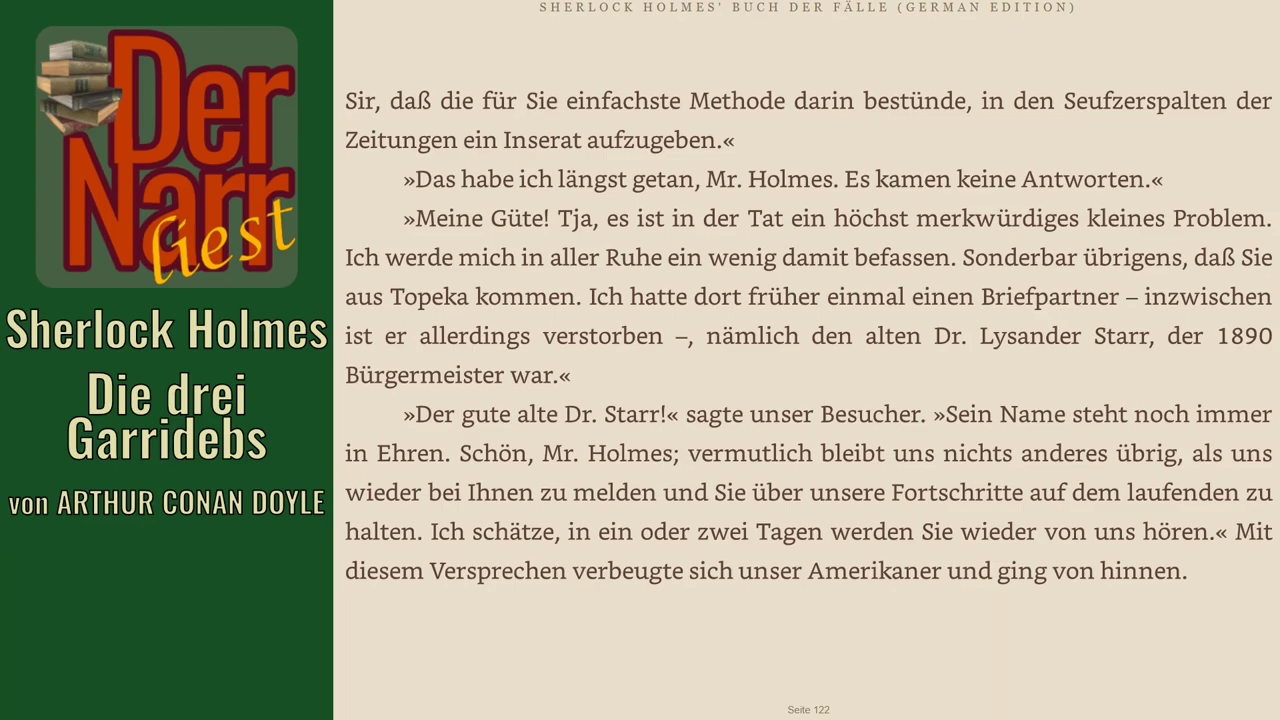 Der
Narr
liest
Sherlock Holmes
Die drei
Garridebs
von ARTHUR CONAN DOYLE
SHERLOCK HOLMES' BUCH DER FÄLLE (GERMAN EDITION)
Sir, daß die für Sie einfachste Methode darin bestünde, in den Seufzerspalten der
Zeitungen ein Inserat aufzugeben.«
»Das habe ich längst getan, Mr. Holmes. Es kamen keine Antworten.«
»Meine Güte! Tja, es ist in der Tat ein höchst merkwürdiges kleines Problem.
Ich werde mich in aller Ruhe ein wenig damit befassen. Sonderbar übrigens, daß Sie
aus Topeka kommen. Ich hatte dort früher einmal einen Briefpartner – inzwischen
ist er allerdings verstorben –, nämlich den alten Dr. Lysander Starr, der 1890
Bürgermeister war.«
»Der gute alte Dr. Starr!« sagte unser Besucher. »Sein Name steht noch immer
in Ehren. Schön, Mr. Holmes; vermutlich bleibt uns nichts anderes übrig, als uns
wieder bei Ihnen zu melden und Sie über unsere Fortschritte auf dem laufenden zu
halten. Ich schätze, in ein oder zwei Tagen werden Sie wieder von uns hören.« Mit
diesem Versprechen verbeugte sich unser Amerikaner und ging von hinnen.
Seite 122